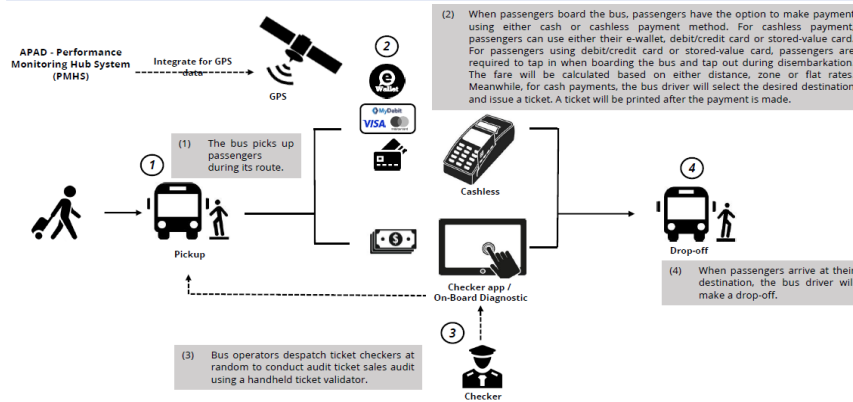 (2) When passengers board the bus, passengers have the option to make payment
using either cash or cashless payment method. For cashless payment,
passengers can use either their e-wallet, debit/credit card or stored-value card.
For passengers using debit/credit card or stored-value card, passengers are
required to tap in when boarding the bus and tap out during disembarkation.
The fare will be calculated based on either distance, zone or flat rates.
Meanwhile, for cash payments, the bus driver will select the desired destination
and issue a ticket. A ticket will be printed after the payment is made.
APAD - Performance
Monitoring Hub System
(PMHS)
Integrate for GPS
data
GPS
2
e
Wallet
MyDebit
VISA
mastercard
(1) The bus picks up
passengers
during its route.
1
Pickup
Cashless
4
Drop-off
(4) When passengers arrive at their
destination, the bus driver will
make a drop-off.
Checker app /
On-Board Diagnostic
3
(3) Bus operators despatch ticket checkers at
random to conduct audit ticket sales audit
using a handheld ticket validator.
Checker